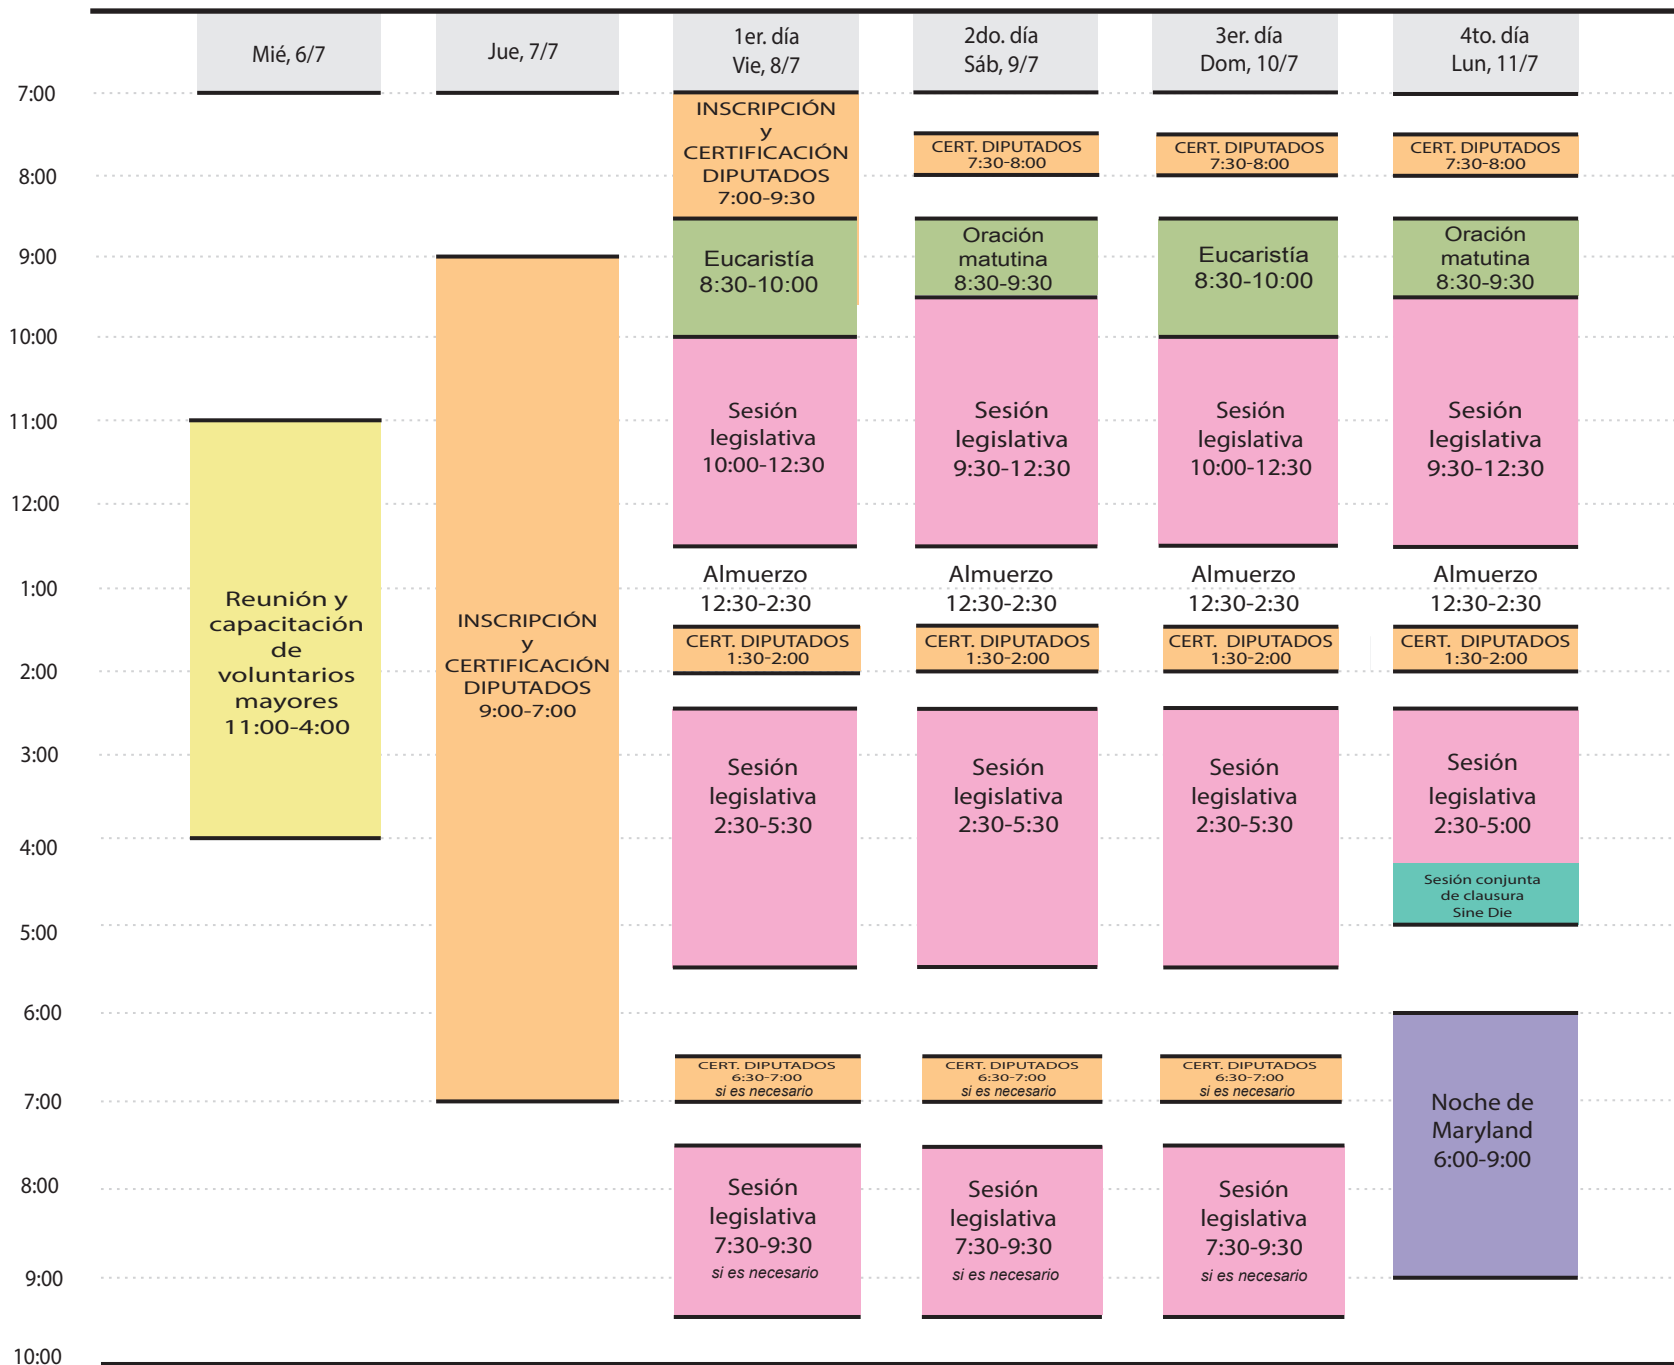 Mié, 6/7
Jue, 7/7
1er. día
Vie, 8/7
2do. día
Sáb, 9/7
3er. día
Dom, 10/7
4to. día
Lun, 11/7
7:00
8:00
9:00
10:00
11:00
12:00
1:00
2:00
3:00
4:00
5:00
6:00
7:00
8:00
9:00
10:00
Reunión y
capacitación
de
voluntarios
mayores
11:00-4:00
INSCRIPCIÓN
y
CERTIFICACIÓN
DIPUTADOS
9:00-7:00
INSCRIPCIÓN
y
CERTIFICACIÓN
DIPUTADOS
7:00-9:30
Eucaristía
8:30-10:00
Sesión
legislativa
10:00-12:30
Almuerzo
12:30-2:30
CERT. DIPUTADOS
1:30-2:00
Sesión
legislativa
2:30-5:30
CERT. DIPUTADOS
6:30-7:00
si es necesario
Sesión
legislativa
7:30-9:30
si es necesario
CERT. DIPUTADOS
7:30-8:00
Oración
matutina
8:30-9:30
Sesión
legislativa
9:30-12:30
Almuerzo
12:30-2:30
CERT. DIPUTADOS
1:30-2:00
Sesión
legislativa
2:30-5:30
CERT. DIPUTADOS
6:30-7:00
si es necesario
Sesión
legislativa
7:30-9:30
si es necesario
CERT. DIPUTADOS
7:30-8:00
Eucaristía
8:30-10:00
Sesión
legislativa
10:00-12:30
Almuerzo
12:30-2:30
CERT. DIPUTADOS
1:30-2:00
Sesión
legislativa
2:30-5:30
CERT. DIPUTADOS
6:30-7:00
si es necesario
Sesión
legislativa
7:30-9:30
si es necesario
CERT. DIPUTADOS
7:30-8:00
Oración
matutina
8:30-9:30
Sesión
legislativa
9:30-12:30
Almuerzo
12:30-2:30
CERT. DIPUTADOS
1:30-2:00
Sesión
legislativa
2:30-5:00
Sesión conjunta
de clausura
Sine Die
Noche de
Maryland
6:00-9:00